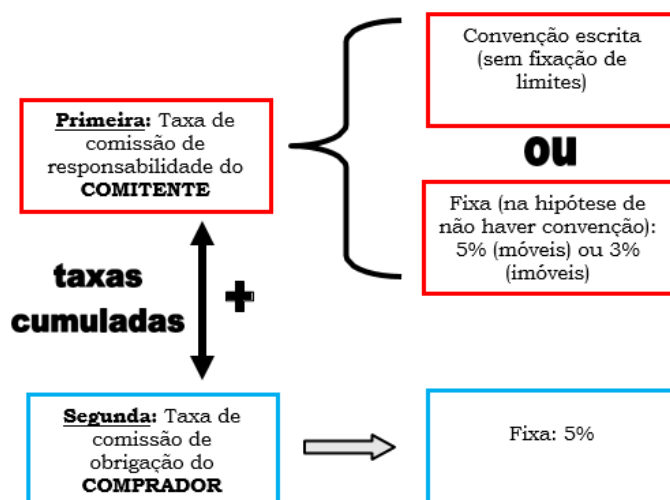 Primeira: Taxa de
comissão de
responsabilidade do
COMITENTE
Convenção escrita
(sem fixação de
limites)
ou
Fixa (na hipótese de
não haver convenção):
5% (móveis) ou 3%
(imóveis)
taxas
cumuladas
+
Segunda: Taxa de
comissão de
obrigação do
COMPRADOR
Fixa: 5%